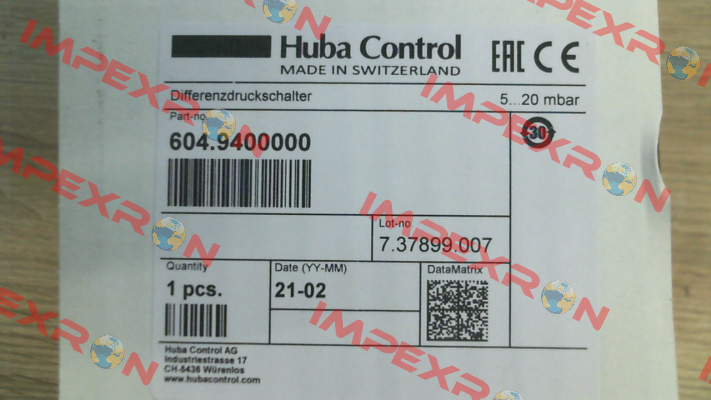 Huba Control
MADE IN SWITZERLAND
EAC CE
Differenzdruckschalter 5...20 mbar
Part-no.
604.9400000
30
Lot-no
7.37899.007
Quantity
1 pcs.
Date (YY-MM)
21-02
DataMatrix
Huba Control AG
Industriestrasse 17
CH-5436 Würenlos
www.hubacontrol.com
IMPEXRON
IMPEXRON
IMPEXRON
IMPEXRON
IMPEXRON
IMPEXRON